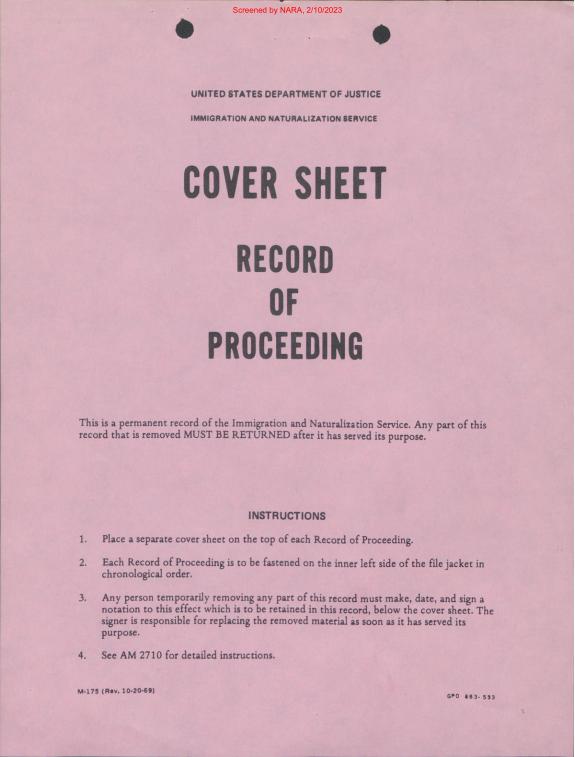 Screened by NARA, 2/10/2023
UNITED STATES DEPARTMENT OF JUSTICE
IMMIGRATION AND NATURALIZATION SERVICE
COVER SHEET
RECORD
OF
PROCEEDING
This is a permanent record of the Immigration and Naturalization Service. Any part of this
record that is removed MUST BE RETURNED after it has served its purpose.
INSTRUCTIONS
1. Place a separate cover sheet on the top of each Record of Proceeding.
2. Each Record of Proceeding is to be fastened on the inner left side of the file jacket in
chronological order.
3. Any person temporarily removing any part of this record must make, date, and sign a
notation to this effect which is to be retained in this record, below the cover sheet. The
signer is responsible for replacing the removed material as soon as it has served its
purpose.
4. See AM 2710 for detailed instructions.
M-175 (Rev. 10-20-69)
GPO 863-593